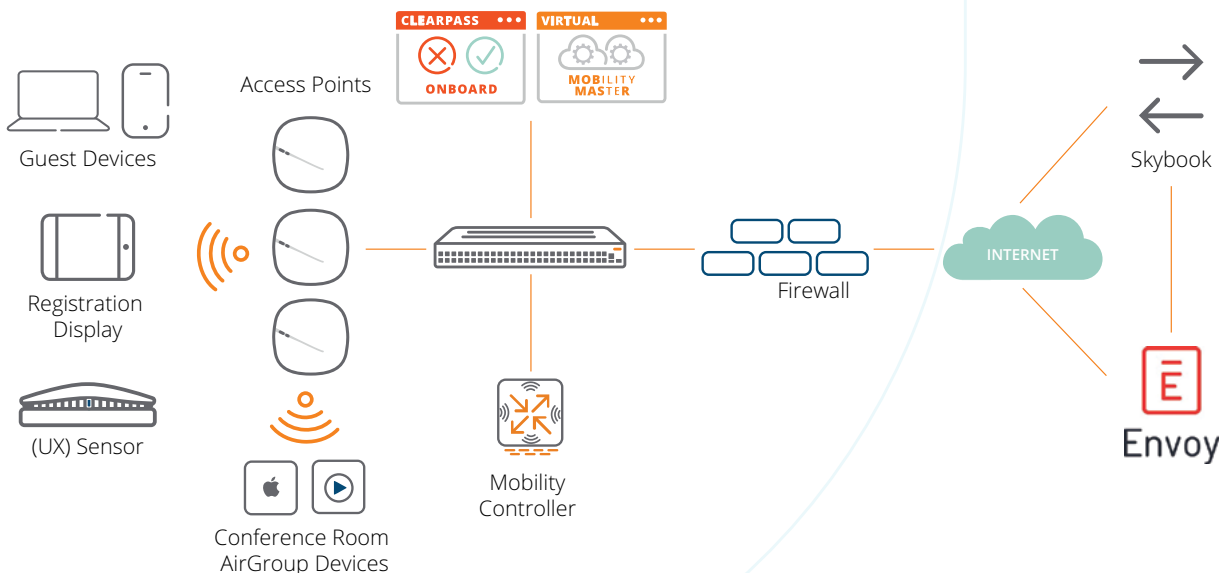 CLEARPASS
ONBOARD
VIRTUAL
MOBILITY
MASTER
Access Points
Guest Devices
Skybook
INTERNET
Registration
Display
Firewall
(UX) Sensor
Ē
Envoy
Mobility
Controller
Conference Room
AirGroup Devices